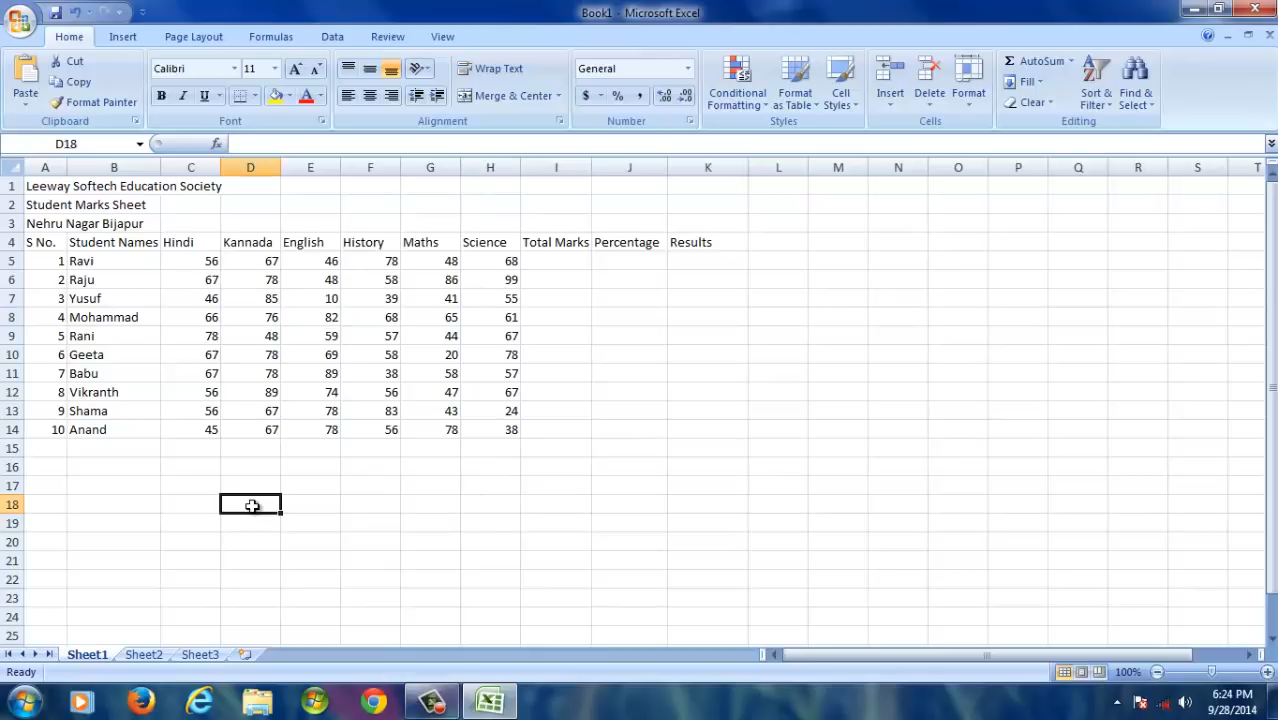 Book1 - Microsoft Excel
Home Insert Page Layout Formulas Data Review View
Paste Cut Copy Format Painter Clipboard
Calibri 11 A A B I U A Font
Wrap Text Merge & Center Alignment
General $ % , Number
Conditional Formatting Format as Table Cell Styles Styles
Insert Delete Format Cells
Σ AutoSum Fill Clear Sort & Filter Find & Select Editing
D18 fx
A B C D E F G H I J K L M N O P Q R S T
1 Leeway Softech Education Society
2 Student Marks Sheet
3 Nehru Nagar Bijapur
4 S No. Student Names Hindi Kannada English History Maths Science Total Marks Percentage Results
5 1 Ravi 56 67 46 78 48 68
6 2 Raju 67 78 48 58 86 99
7 3 Yusuf 46 85 10 39 41 55
8 4 Mohammad 66 76 82 68 65 61
9 5 Rani 78 48 59 57 44 67
10 6 Geeta 67 78 69 58 20 78
11 7 Babu 67 78 89 38 58 57
12 8 Vikranth 56 89 74 56 47 67
13 9 Shama 56 67 78 83 43 24
14 10 Anand 45 67 78 56 78 38
15
16
17
18
19
20
21
22
23
24
25
Sheet1 Sheet2 Sheet3
Ready 100%
6:24 PM
9/28/2014